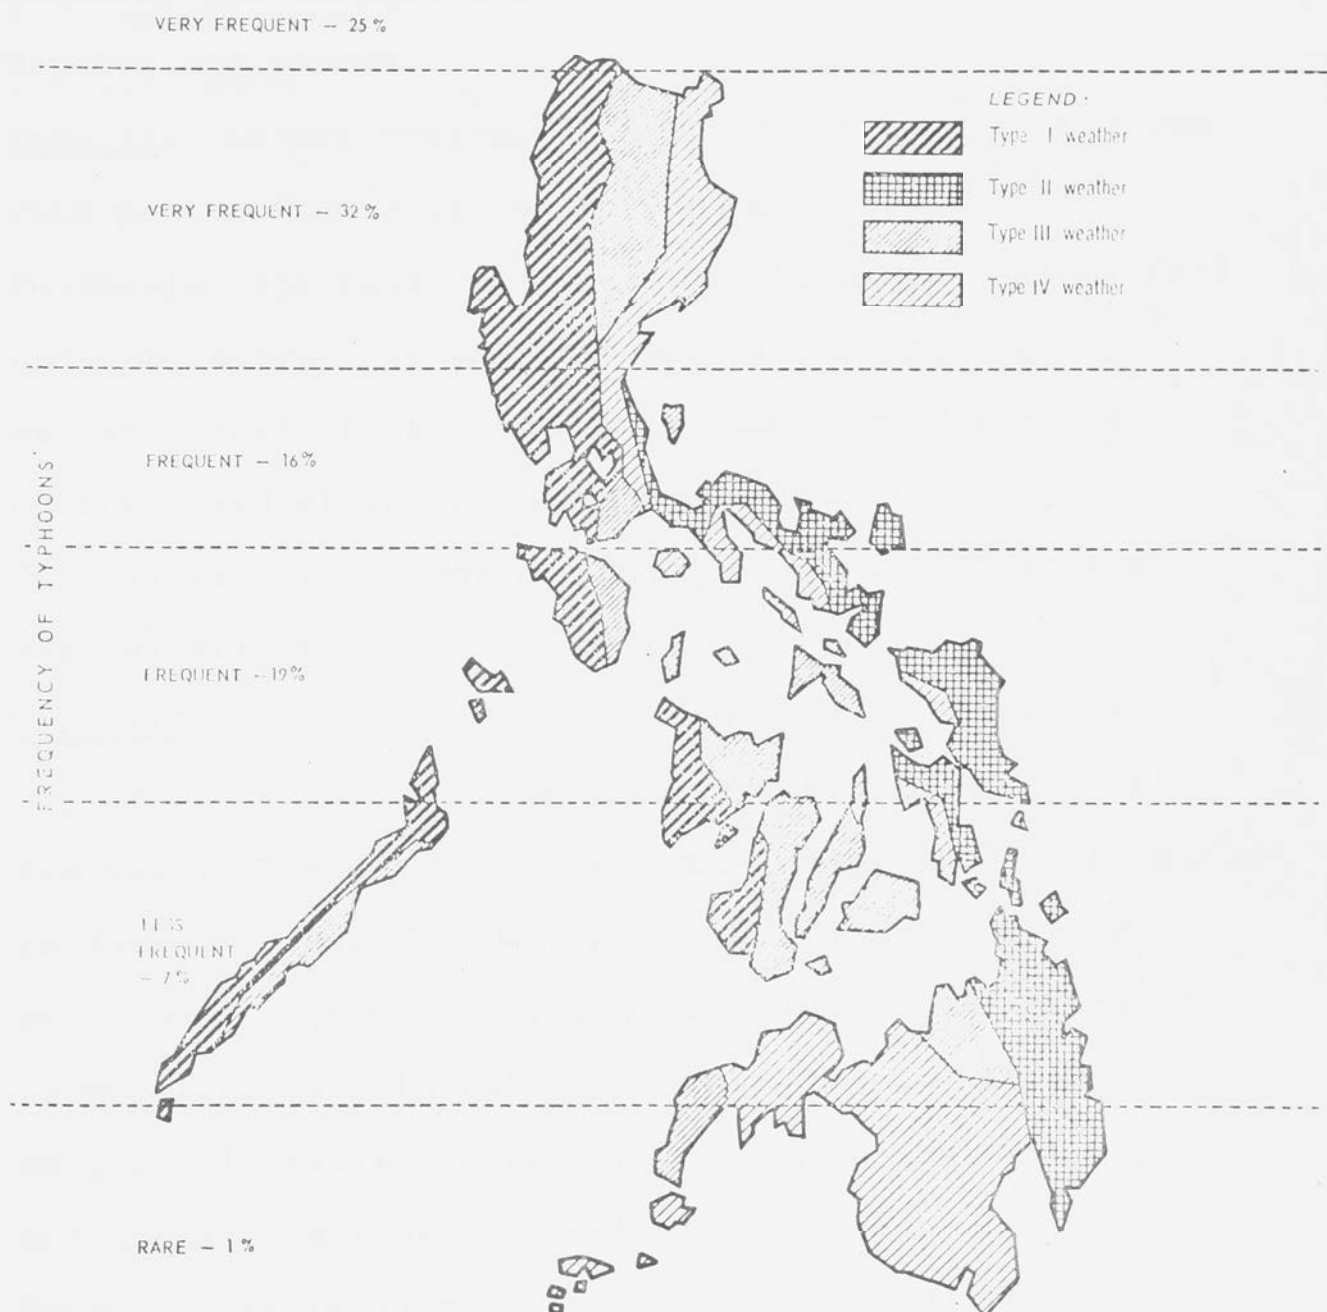 VERY FREQUENT – 25%
LEGEND:
Type I weather
Type II weather
VERY FREQUENT – 32%
Type III weather
Type IV weather
FREQUENT – 16%
FREQUENCY OF TYPHOONS
FREQUENT – 19%
LESS
FREQUENT
– 7%
RARE – 1%